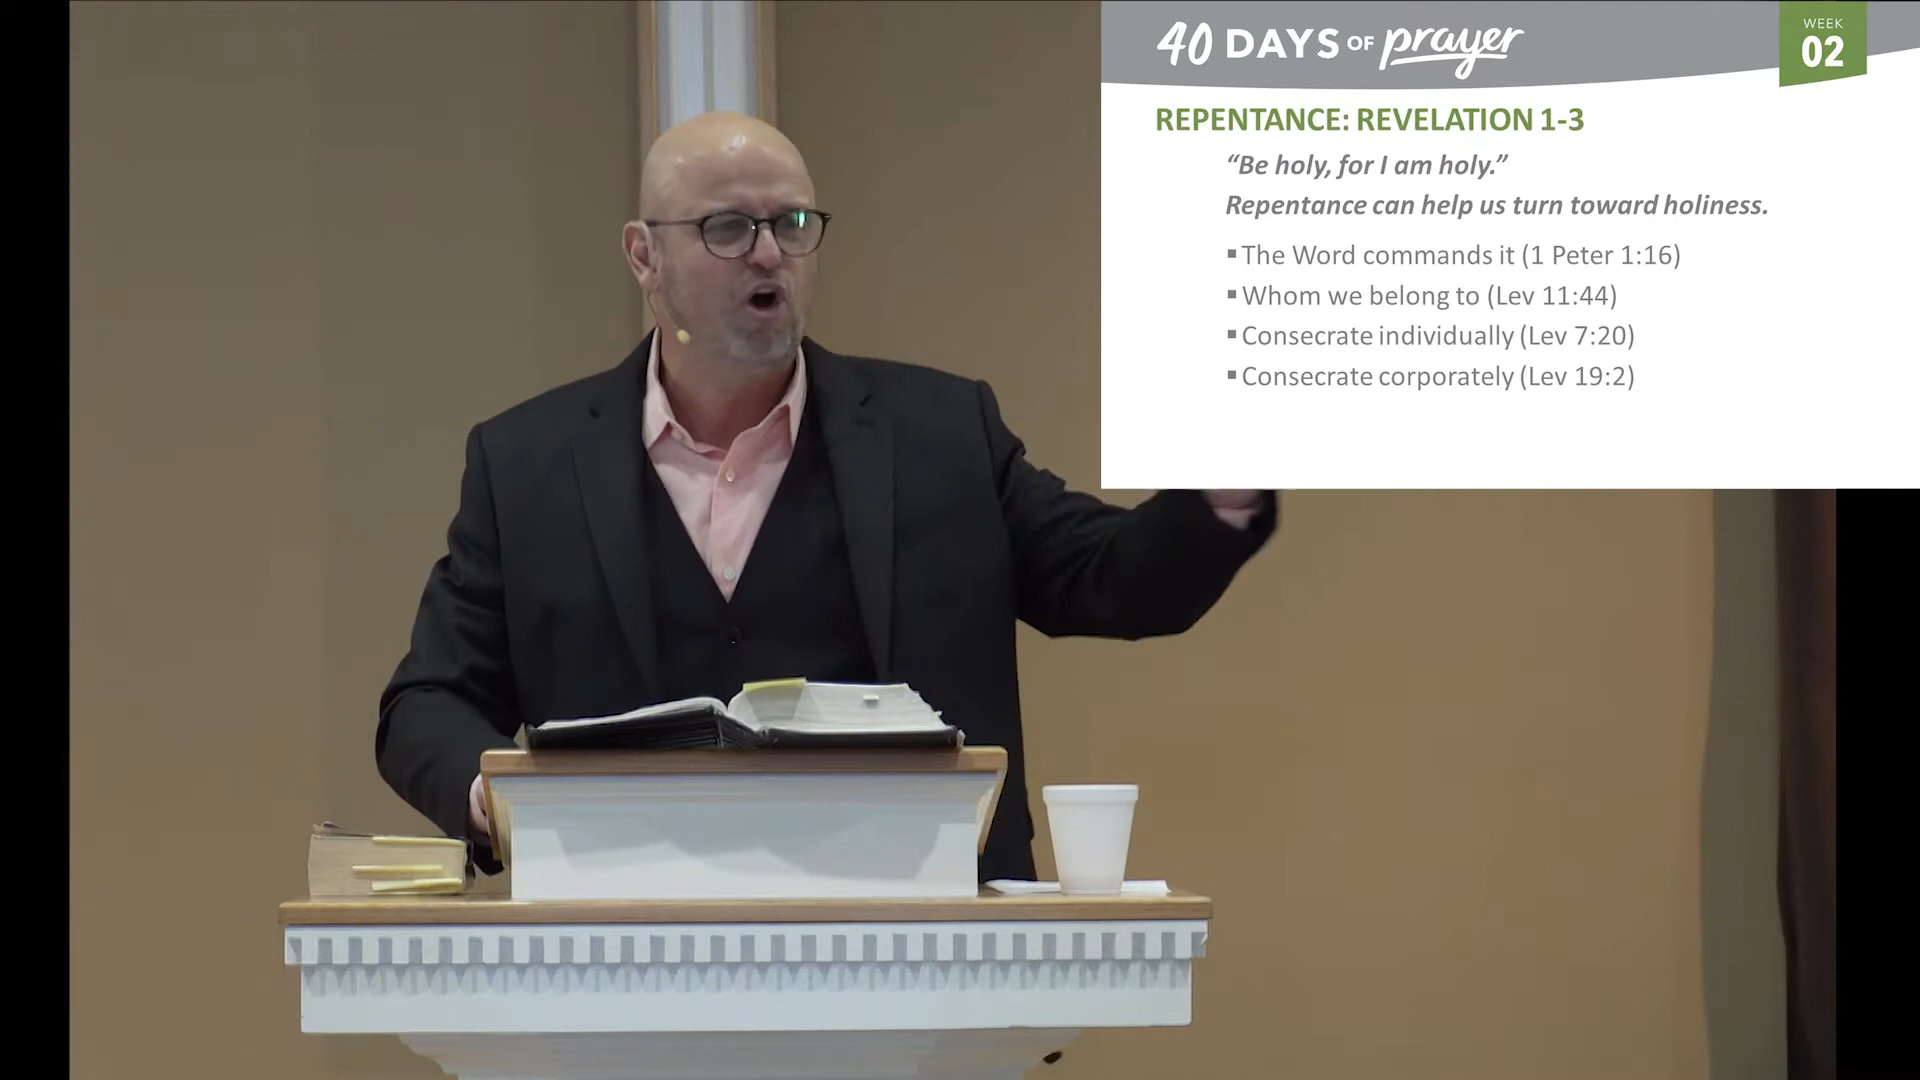 40 DAYS OF prayer
WEEK
02
REPENTANCE: REVELATION 1-3
“Be holy, for I am holy.”
Repentance can help us turn toward holiness.
▪ The Word commands it (1 Peter 1:16)
▪ Whom we belong to (Lev 11:44)
▪ Consecrate individually (Lev 7:20)
▪ Consecrate corporately (Lev 19:2)